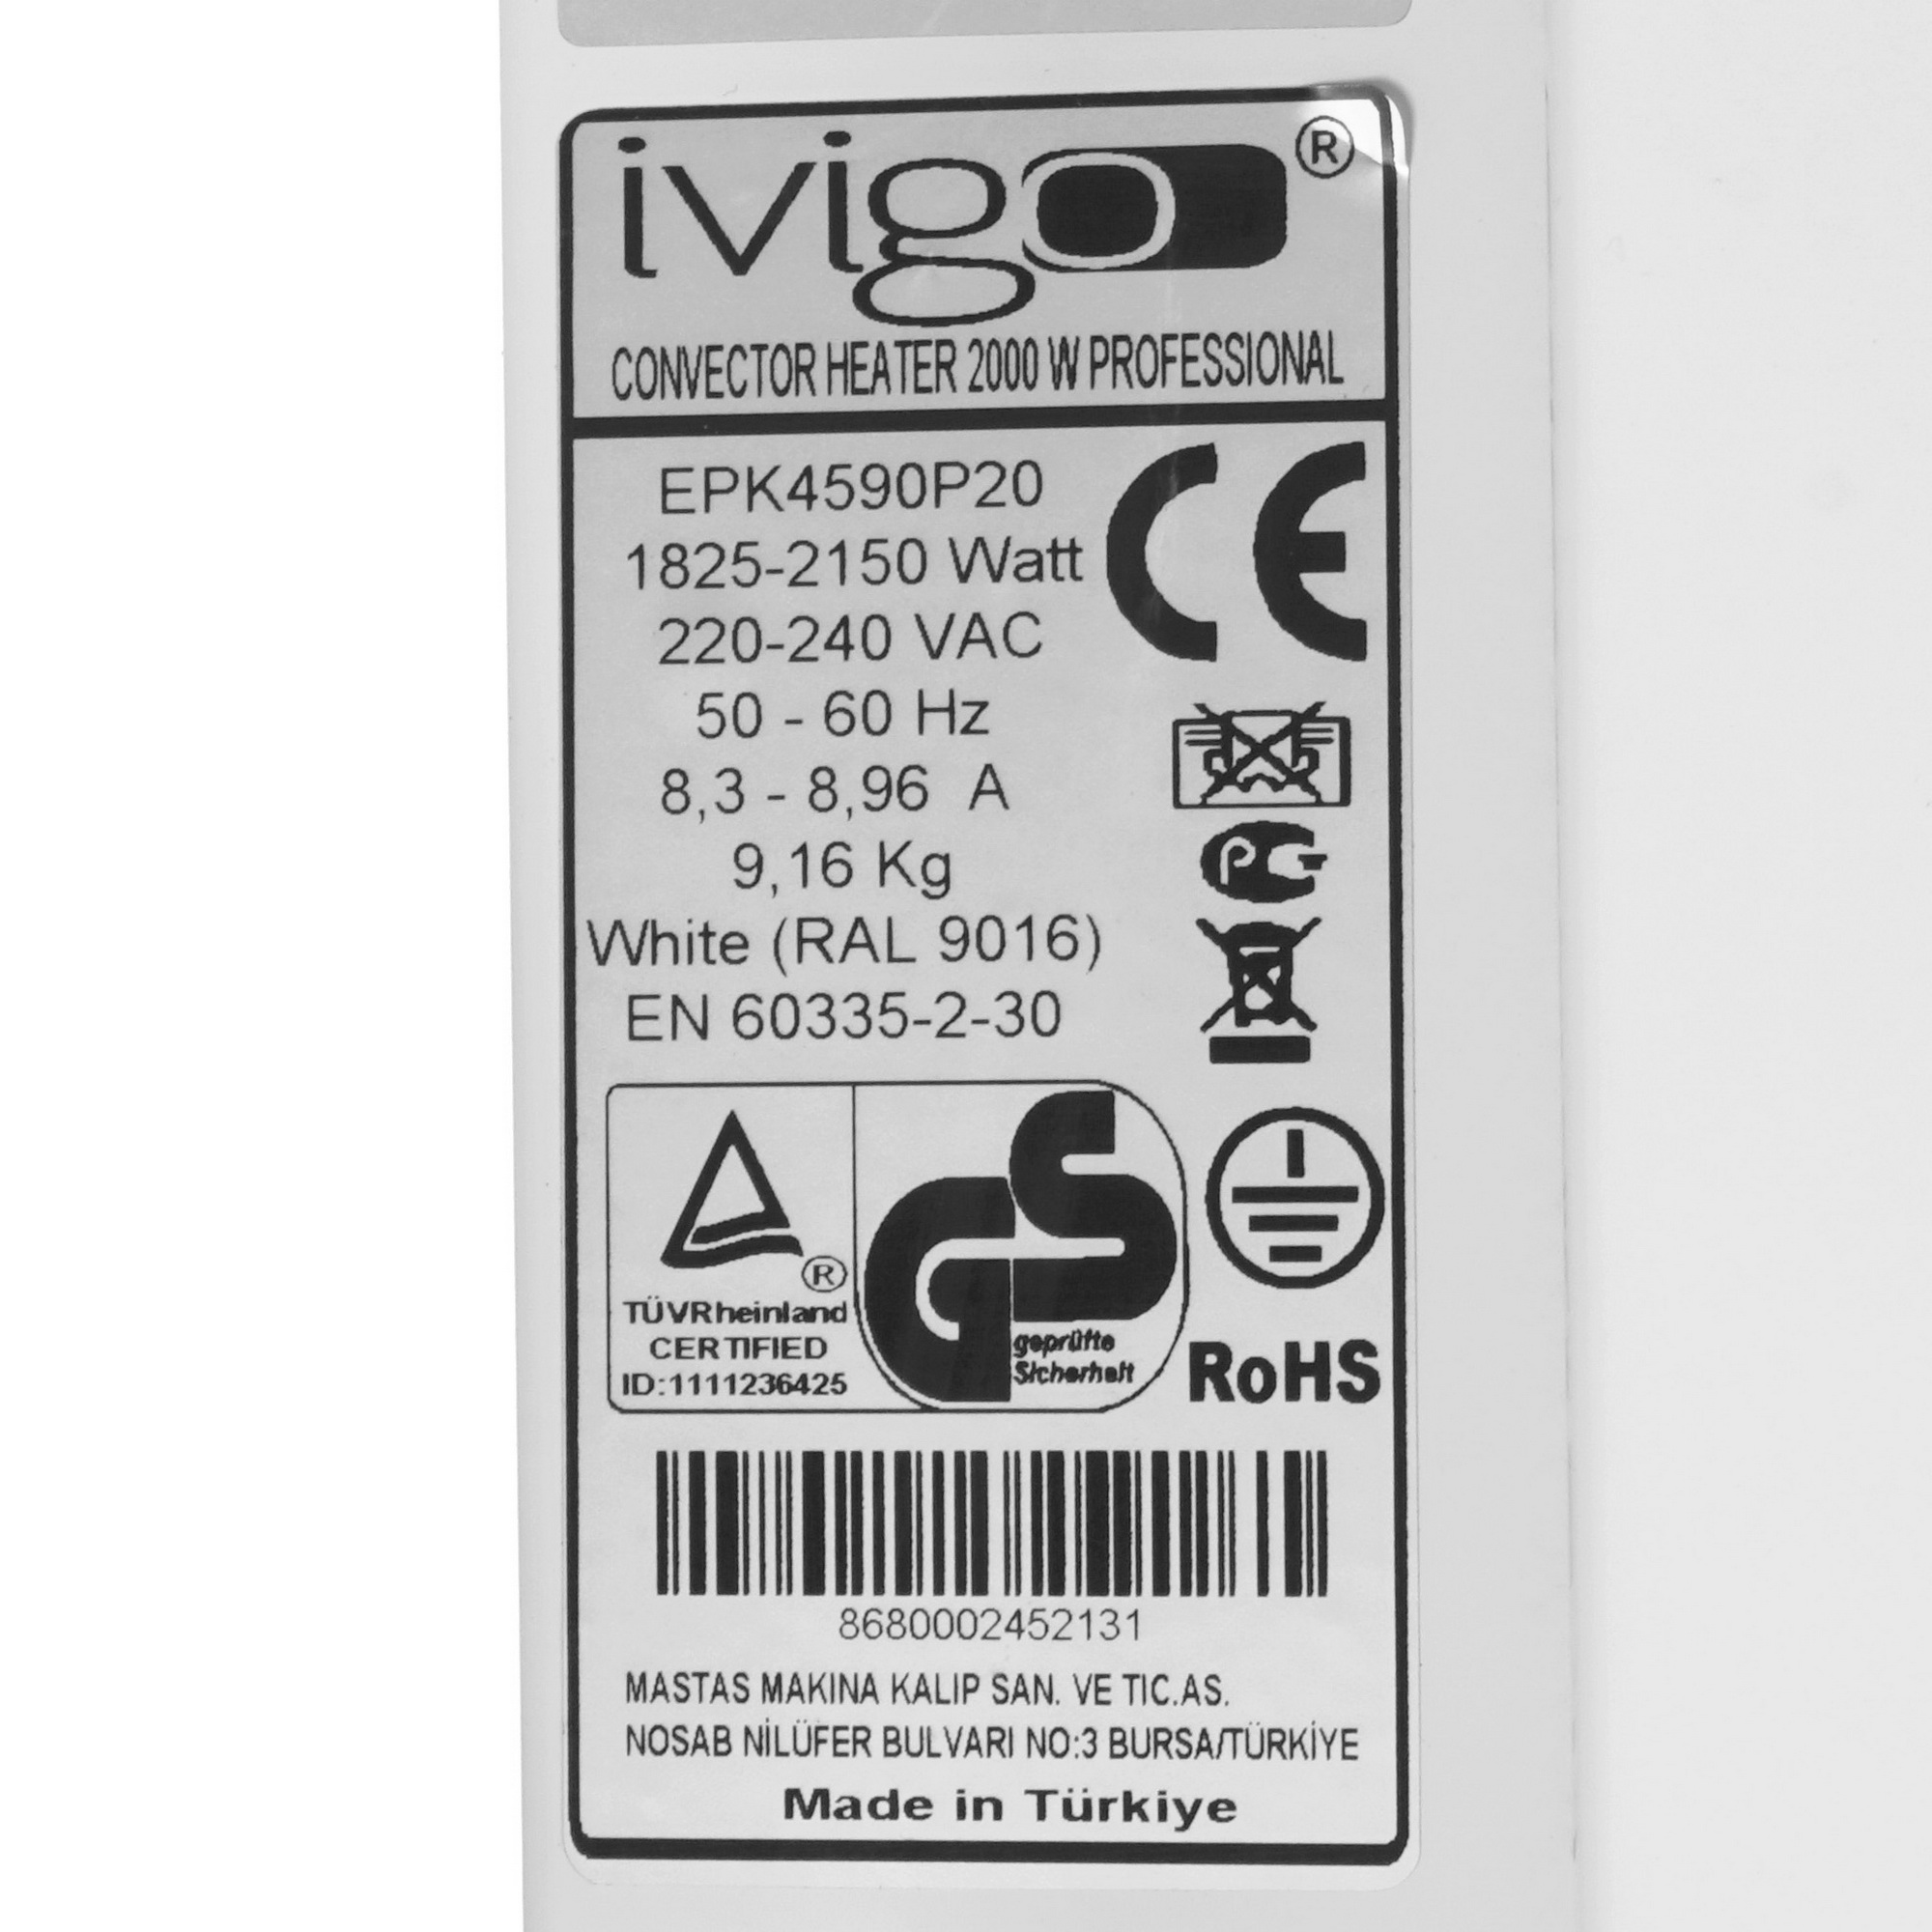 ivigo ®
CONVECTOR HEATER 2000 W PROFESSIONAL
EPK4590P20
1825-2150 Watt
220-240 VAC
50 - 60 Hz
8,3 - 8,96 A
9,16 Kg
White (RAL 9016)
EN 60335-2-30
CE
®
TÜVRheinland
CERTIFIED
ID:1111236425
GS
geprüfte
Sicherheit
RoHS
8680002452131
MASTAS MAKINA KALIP SAN. VE TIC.AS.
NOSAB NİLÜFER BULVARI NO:3 BURSA/TÜRKİYE
Made in Türkiye